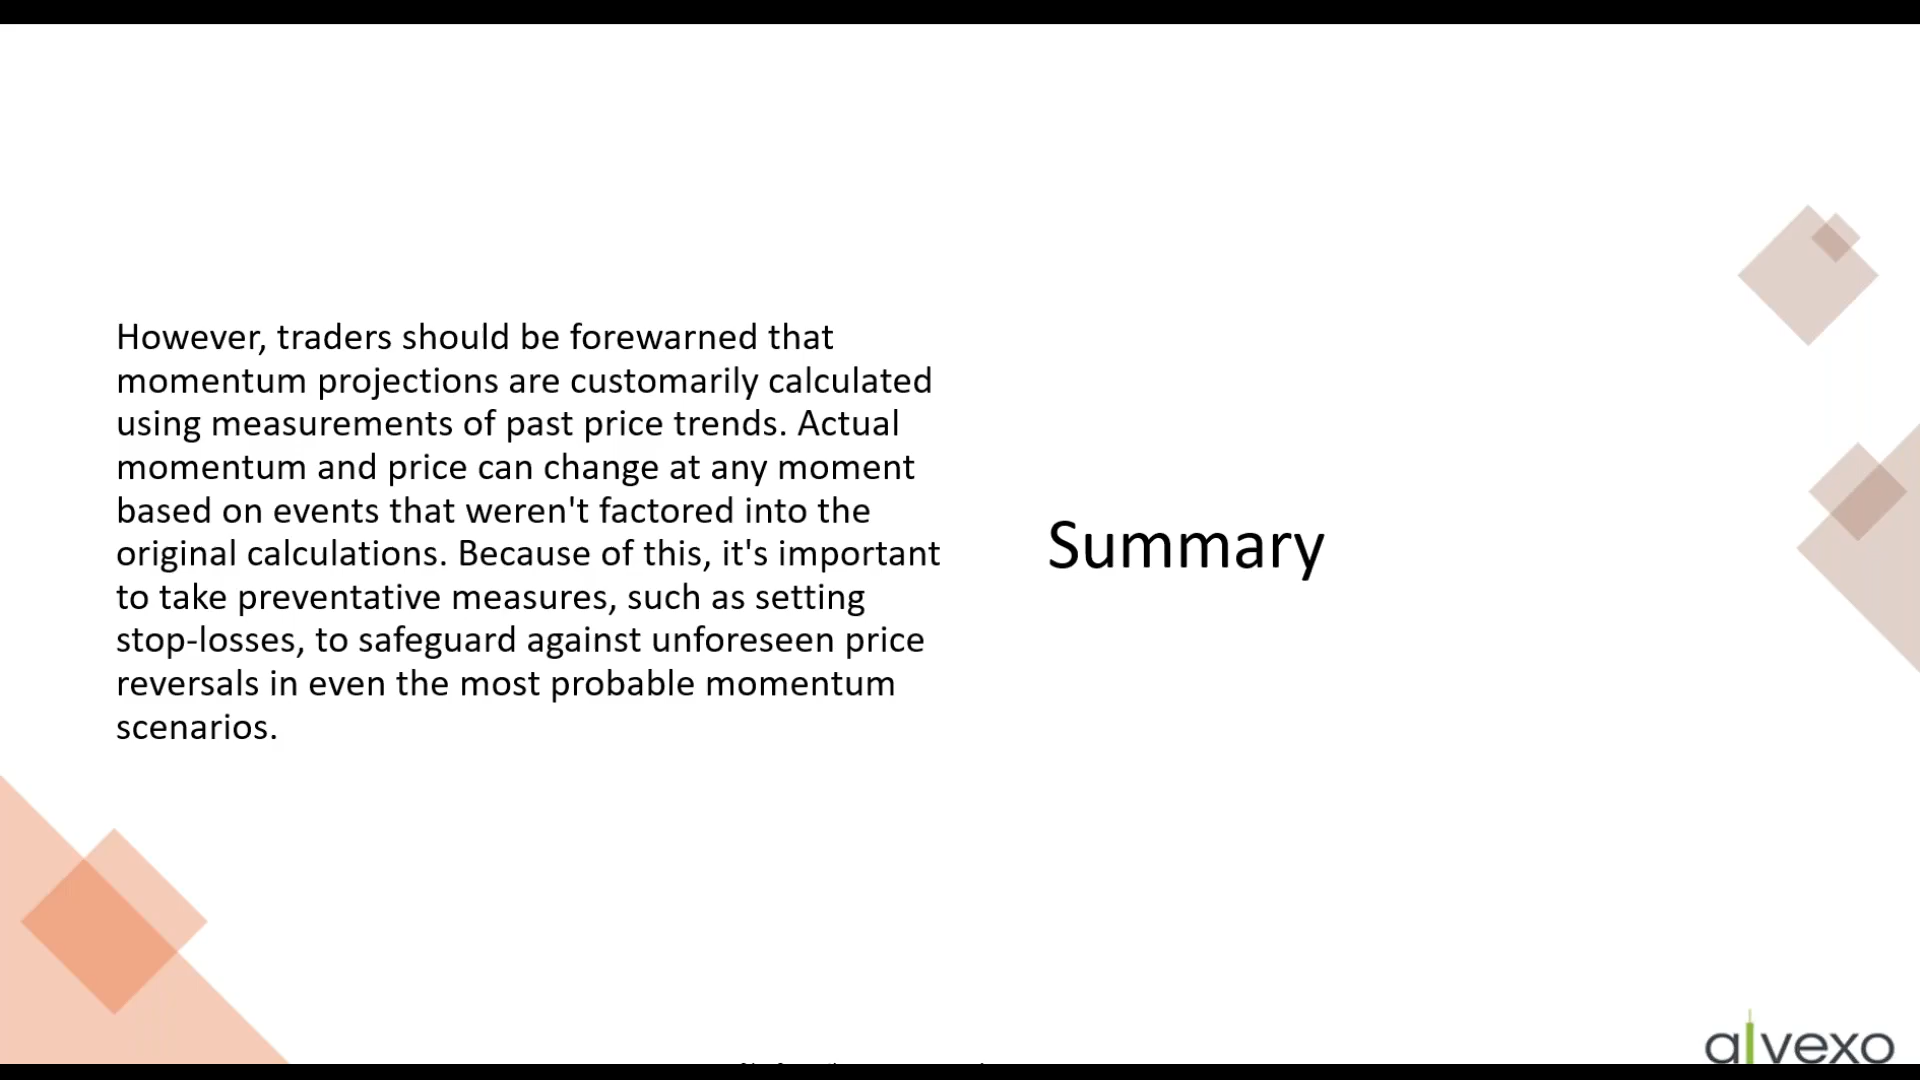 However, traders should be forewarned that
momentum projections are customarily calculated
using measurements of past price trends. Actual
momentum and price can change at any moment
based on events that weren't factored into the
original calculations. Because of this, it's important
to take preventative measures, such as setting
stop-losses, to safeguard against unforeseen price
reversals in even the most probable momentum
scenarios.
Summary
alvexo